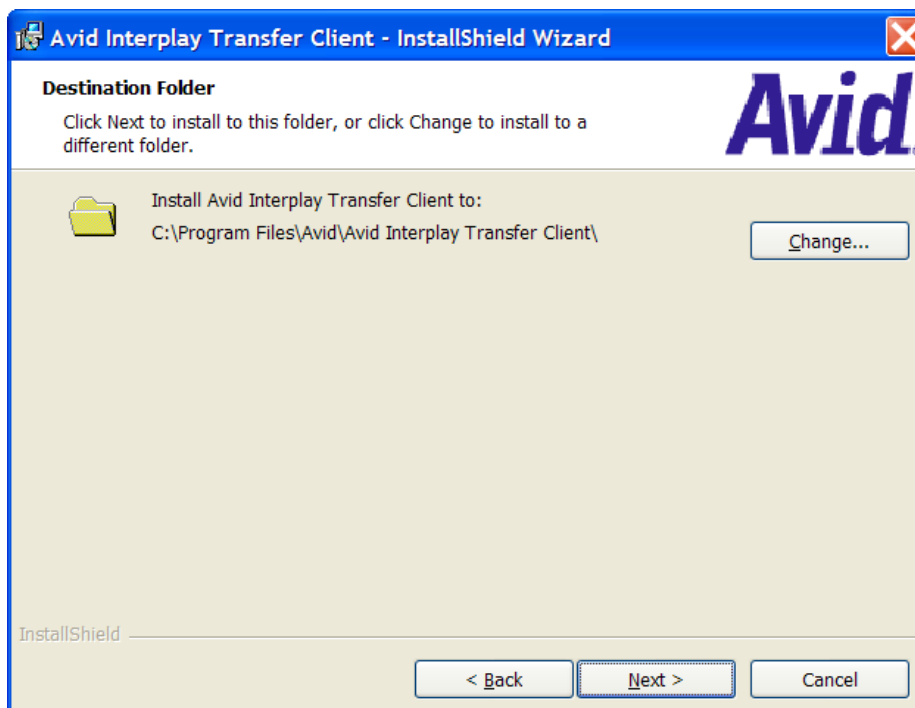 Avid Interplay Transfer Client - InstallShield Wizard
Destination Folder
Click Next to install to this folder, or click Change to install to a
different folder.
Avid
Install Avid Interplay Transfer Client to:
C:\Program Files\Avid\Avid Interplay Transfer Client\
Change...
InstallShield
< Back
Next >
Cancel